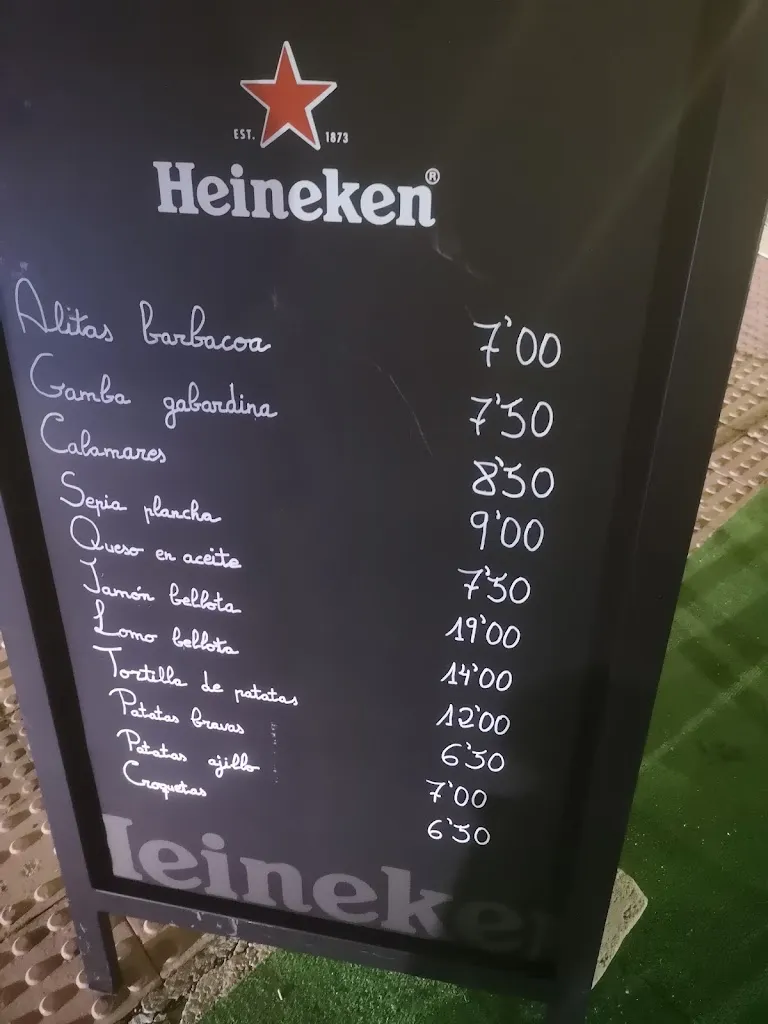 EST. 1873
Heineken®
Alitas barbacoa 7'00
Gamba gabardina 7'50
Calamares 8'50
Sepia plancha 9'00
Queso en aceite 7'50
Jamón bellota 19'00
Lomo bellota 14'00
Tortilla de patatas 12'00
Patatas bravas 6'50
Patatas ajillo 7'00
Croquetas 6'50
Heineken